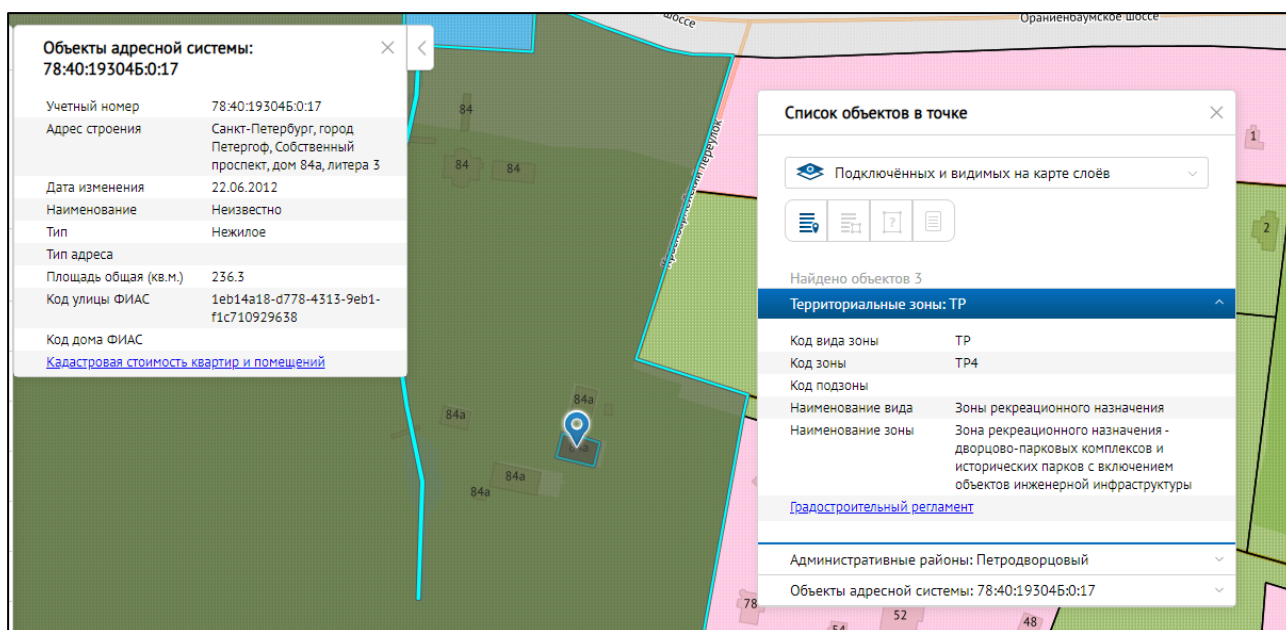 Объекты адресной системы:
78:40:19304Б:0:17
Учетный номер 78:40:19304Б:0:17
Адрес строения Санкт-Петербург, город
Петергоф, Собственный
проспект, дом 84а, литера 3
Дата изменения 22.06.2012
Наименование Неизвестно
Тип Нежилое
Тип адреса
Площадь общая (кв.м.) 236.3
Код улицы ФИАС 1eb14a18-d778-4313-9eb1-
f1c710929638
Код дома ФИАС
Кадастровая стоимость квартир и помещений
шоссе
Ораниенбаумское шоссе
84
84
84
84а
84а
84а
84а
84а
переулок
Список объектов в точке
Подключённых и видимых на карте слоёв
Найдено объектов 3
Территориальные зоны: ТР
Код вида зоны ТР
Код зоны ТР4
Код подзоны
Наименование вида Зоны рекреационного назначения
Наименование зоны Зона рекреационного назначения -
дворцово-парковых комплексов и
исторических парков с включением
объектов инженерной инфраструктуры
Градостроительный регламент
Административные районы: Петродворцовый
Объекты адресной системы: 78:40:19304Б:0:17
1
2
78
52
54
48